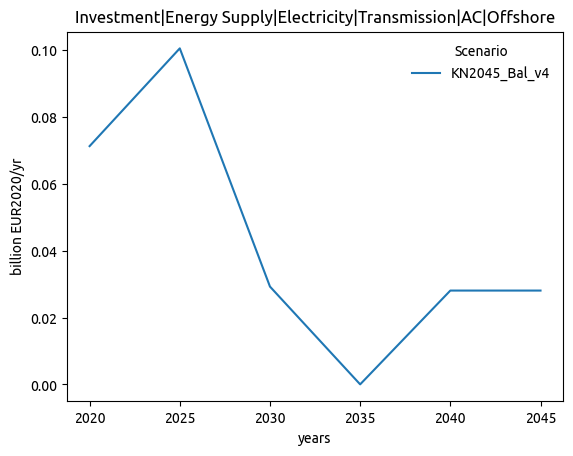 Investment|Energy Supply|Electricity|Transmission|AC|Offshore
Scenario
KN2045_Bal_v4
0.10
0.08
0.06
0.04
0.02
0.00
billion EUR2020/yr
2020 2025 2030 2035 2040 2045
years